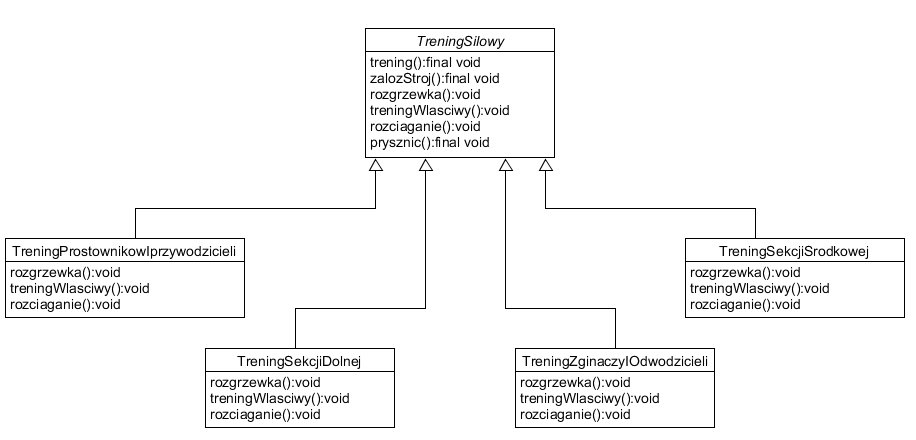 TreningSilowy
trening():final void
zalozStroj():final void
rozgrzewka():void
treningWlasciwy():void
rozciaganie():void
prysznic():final void
TreningProstownikowIprzywodzicieli
rozgrzewka():void
treningWlasciwy():void
rozciaganie():void
TreningSekcjiSrodkowej
rozgrzewka():void
treningWlasciwy():void
rozciaganie():void
TreningSekcjiDolnej
rozgrzewka():void
treningWlasciwy():void
rozciaganie():void
TreningZginaczyIOdwodzicieli
rozgrzewka():void
treningWlasciwy():void
rozciaganie():void